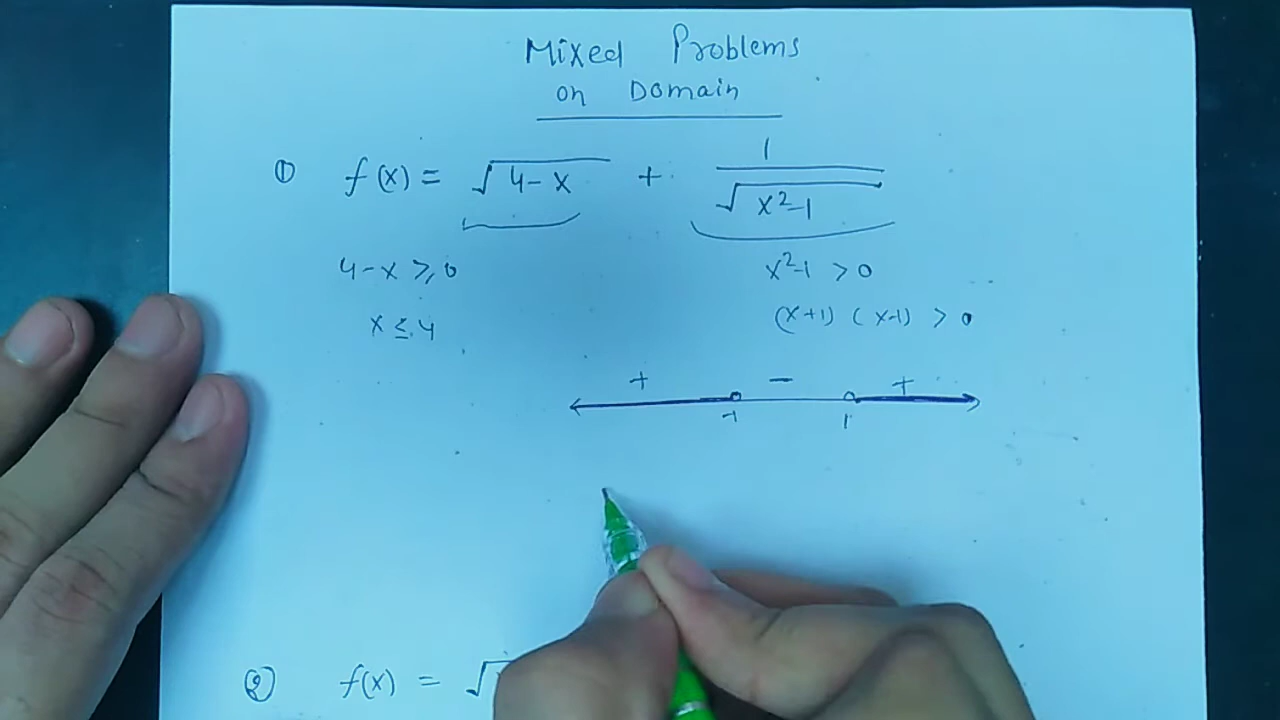 Mixed Problems
on Domain
① f(x) = √4-x + 1/√x²-1
4-x ≥ 0
x²-1 > 0
x ≤ 4
(x+1) (x-1) > 0
+ - +
-1 1
② f(x) = √